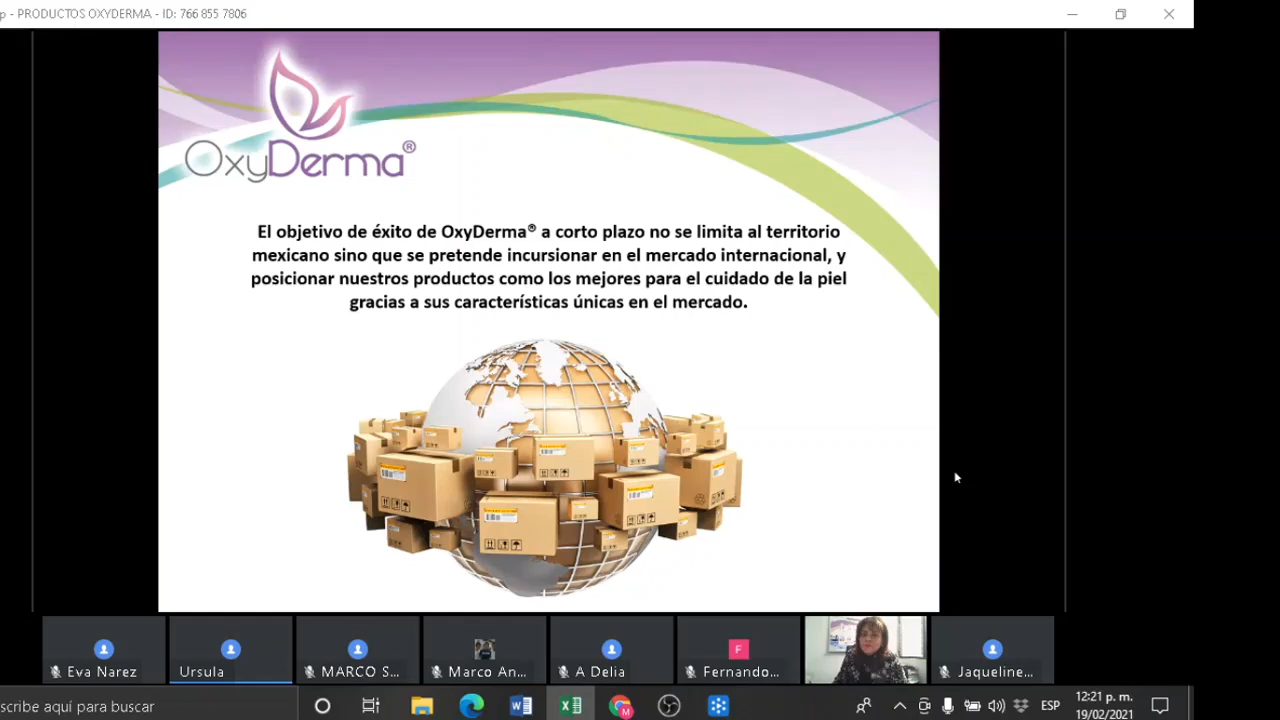 p - PRODUCTOS OXYDERMA - ID: 766 855 7806
OxyDerma®
El objetivo de éxito de OxyDerma® a corto plazo no se limita al territorio
mexicano sino que se pretende incursionar en el mercado internacional, y
posicionar nuestros productos como los mejores para el cuidado de la piel
gracias a sus características únicas en el mercado.
Eva Narez
Ursula
MARCO S...
Marco An...
A Delia
F
Fernando...
Jaqueline...
scribe aquí para buscar
ESP
12:21 p. m.
19/02/2021